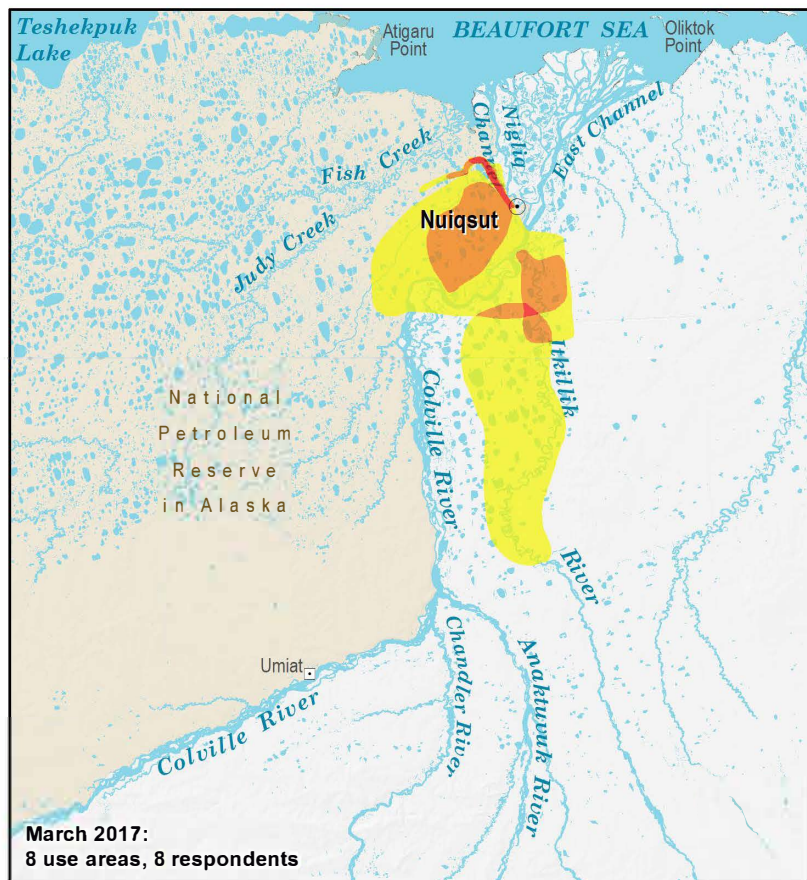 Teshekpuk
Lake
Atigaru
Point
BEAUFORT SEA
Oliktok
Point
Nigliq
Channel
East Channel
Fish Creek
Judy Creek
Nuiqsut
Itkillik
River
Colville River
National
Petroleum
Reserve
in Alaska
Umiat
Chandler River
Anaktuvuk River
Colville River
March 2017:
8 use areas, 8 respondents